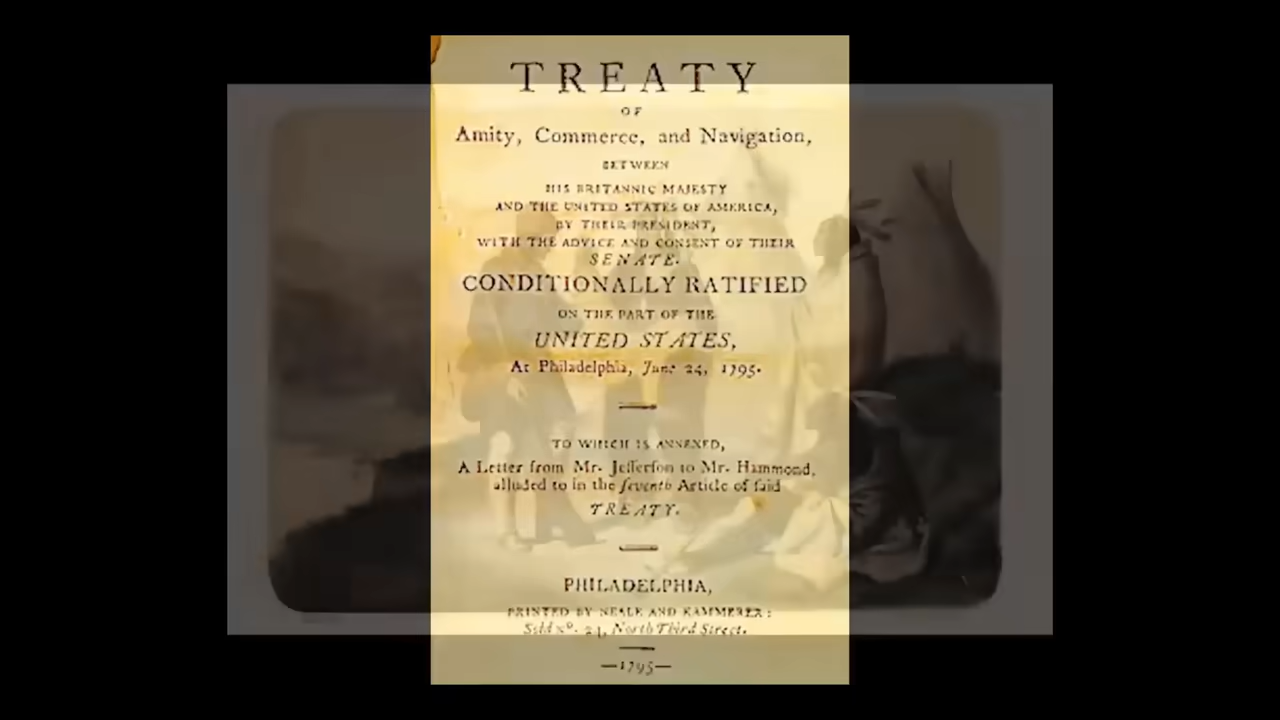 TREATY
OF
Amity, Commerce, and Navigation,
BETWEEN
HIS BRITANNIC MAJESTY
AND THE UNITED STATES OF AMERICA,
BY THEIR PRESIDENT,
WITH THE ADVICE AND CONSENT OF THEIR
SENATE.
CONDITIONALLY RATIFIED
ON THE PART OF THE
UNITED STATES,
At Philadelphia, June 24, 1795.
TO WHICH IS ANNEXED,
A Letter from Mr. Jefferſon to Mr. Hammond,
alluded to in the ſeventh Article of ſaid
TREATY.
PHILADELPHIA,
PRINTED BY NEALE AND KAMMERER:
Sold No. 24, North Third Street.
—1795—